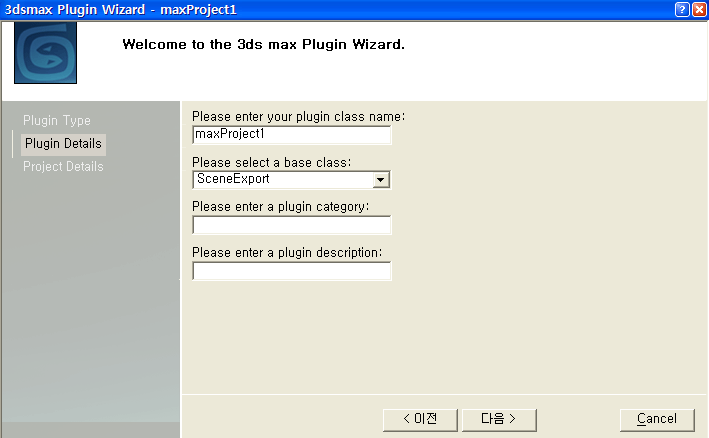 3dsmax Plugin Wizard - maxProject1
Welcome to the 3ds max Plugin Wizard.
Plugin Type
Plugin Details
Project Details
Please enter your plugin class name:
maxProject1
Please select a base class:
SceneExport
Please enter a plugin category:
Please enter a plugin description:
< 이전
다음 >
Cancel